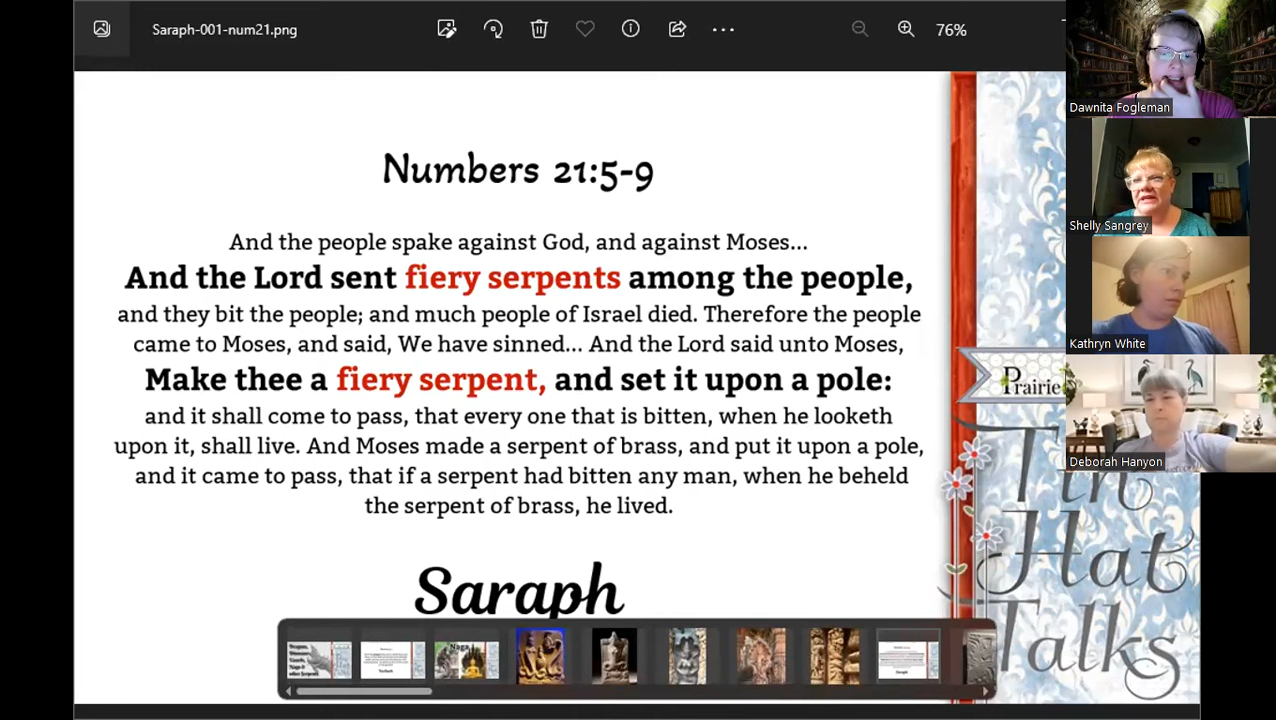 Saraph-001-num21.png
76%
Numbers 21:5-9
And the people spake against God, and against Moses...
And the Lord sent fiery serpents among the people,
and they bit the people; and much people of Israel died. Therefore the people
came to Moses, and said, We have sinned... And the Lord said unto Moses,
Make thee a fiery serpent, and set it upon a pole:
and it shall come to pass, that every one that is bitten, when he looketh
upon it, shall live. And Moses made a serpent of brass, and put it upon a pole,
and it came to pass, that if a serpent had bitten any man, when he beheld
the serpent of brass, he lived.
Saraph
Prairie
Tin
Hat
Talks
Dawnita Fogleman
Shelly Sangrey
Kathryn White
Deborah Hanyon
Naga